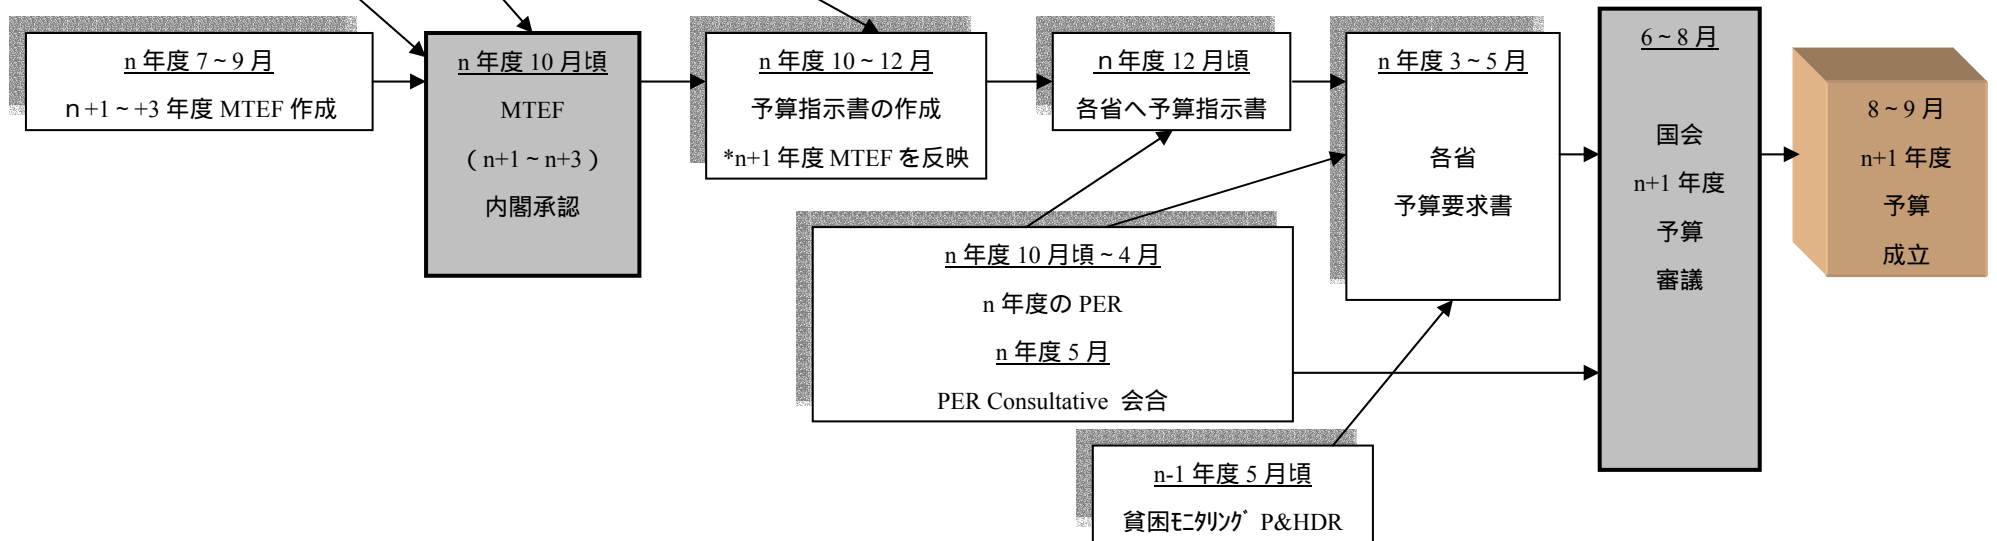 n 年度 7~9 月
n+1~+3 年度 MTEF 作成
n 年度 10 月頃
MTEF
(n+1~n+3)
内閣承認
n 年度 10~12 月
予算指示書の作成
*n+1 年度 MTEF を反映
n 年度 12 月頃
各省へ予算指示書
n 年度 3~5 月
各省
予算要求書
6~8 月
国会
n+1 年度
予算
審議
8~9 月
n+1 年度
予算
成立
n 年度 10 月頃~4 月
n 年度の PER
n 年度 5 月
PER Consultative 会合
n-1 年度 5 月頃
貧困ﾓﾆﾀﾘﾝｸﾞ P&HDR